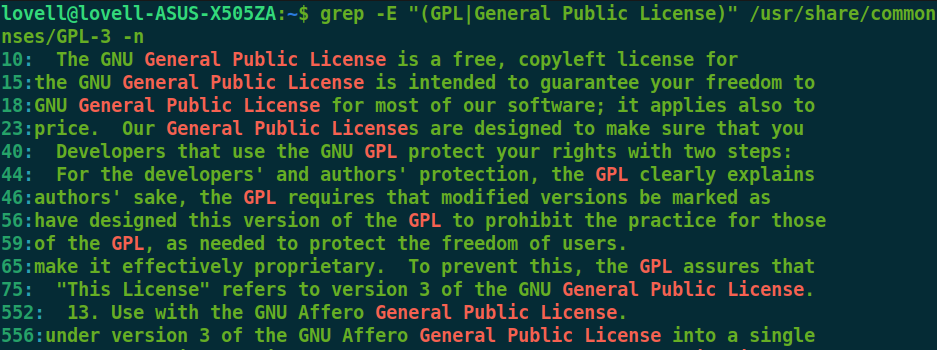 lovell@lovell-ASUS-X505ZA:~$ grep -E "(GPL|General Public License)" /usr/share/common
nses/GPL-3 -n
10:  The GNU General Public License is a free, copyleft license for
15:the GNU General Public License is intended to guarantee your freedom to
18:GNU General Public License for most of our software; it applies also to
23:price.  Our General Public Licenses are designed to make sure that you
40:  Developers that use the GNU GPL protect your rights with two steps:
44:  For the developers' and authors' protection, the GPL clearly explains
46:authors' sake, the GPL requires that modified versions be marked as
56:have designed this version of the GPL to prohibit the practice for those
59:of the GPL, as needed to protect the freedom of users.
65:make it effectively proprietary.  To prevent this, the GPL assures that
75:  "This License" refers to version 3 of the GNU General Public License.
552:  13. Use with the GNU Affero General Public License.
556:under version 3 of the GNU Affero General Public License into a single